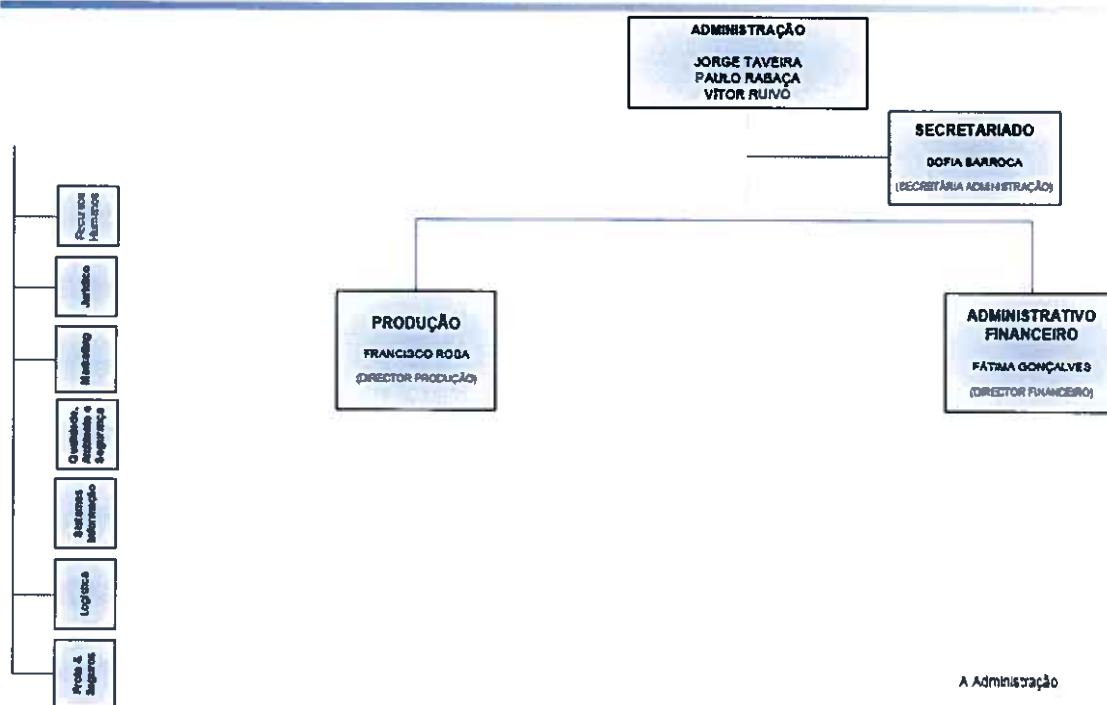 ADMINISTRAÇÃO
JORGE TAVEIRA
PAULO RABAÇA
VÍTOR RUIVO
SECRETARIADO
SOFIA BARROCA
(SECRETÁRIA ADMINISTRAÇÃO)
PRODUÇÃO
FRANCISCO ROSA
(DIRECTOR PRODUÇÃO)
ADMINISTRATIVO
FINANCEIRO
FÁTIMA GONÇALVES
(DIRECTOR FINANCEIRO)
Recursos
Humanos
Jurídico
Marketing
Qualidade,
Ambiente e
Segurança
Sistemas
Informação
Logística
Frota &
Seguros
A Administração